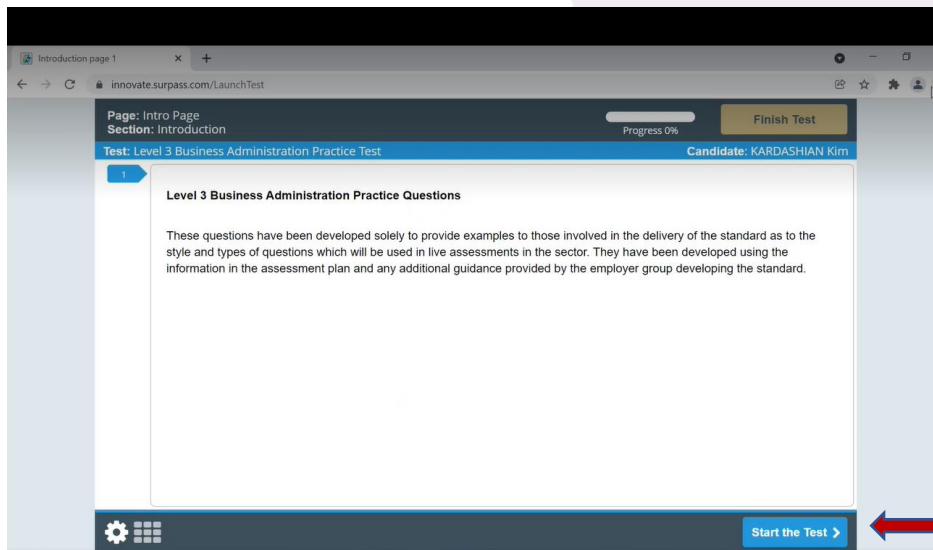 Introduction page 1
innovate.surpass.com/LaunchTest
Page: Intro Page
Section: Introduction
Progress 0%
Finish Test
Test: Level 3 Business Administration Practice Test
Candidate: KARDASHIAN Kim
1
Level 3 Business Administration Practice Questions
These questions have been developed solely to provide examples to those involved in the delivery of the standard as to the
style and types of questions which will be used in live assessments in the sector. They have been developed using the
information in the assessment plan and any additional guidance provided by the employer group developing the standard.
Start the Test